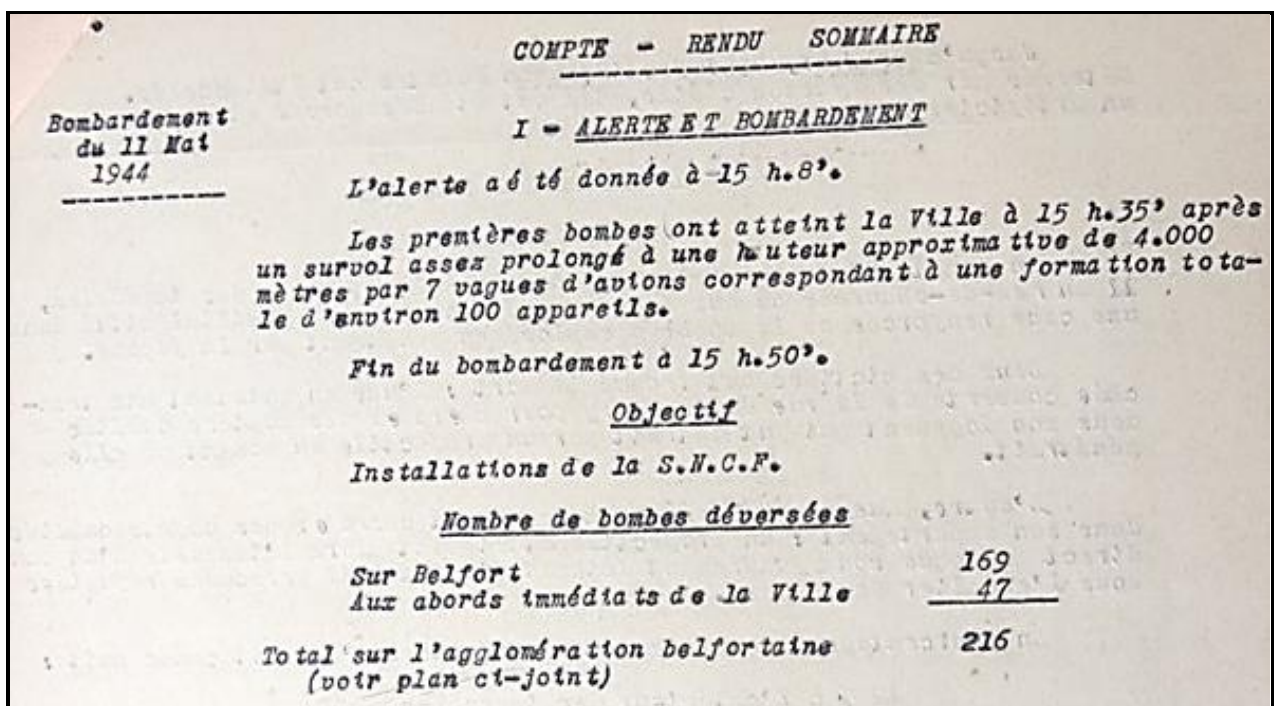 COMPTE - RENDU SOMMAIRE
Bombardement
du 11 Mai
1944
I - ALERTE ET BOMBARDEMENT
L'alerte a é té donnée à 15 h.8'.
Les premières bombes ont atteint la Ville à 15 h.35' après
un survol assez prolongé à une hauteur approximative de 4.000
mètres par 7 vagues d'avions correspondant à une formation tota-
le d'environ 100 appareils.
Fin du bombardement à 15 h.50'.
Objectif
Installations de la S.N.C.F.
Nombre de bombes déversées
Sur Belfort 169
Aux abords immédiats de la Ville 47
Total sur l'agglomération belfortaine 216
(voir plan ci-joint)